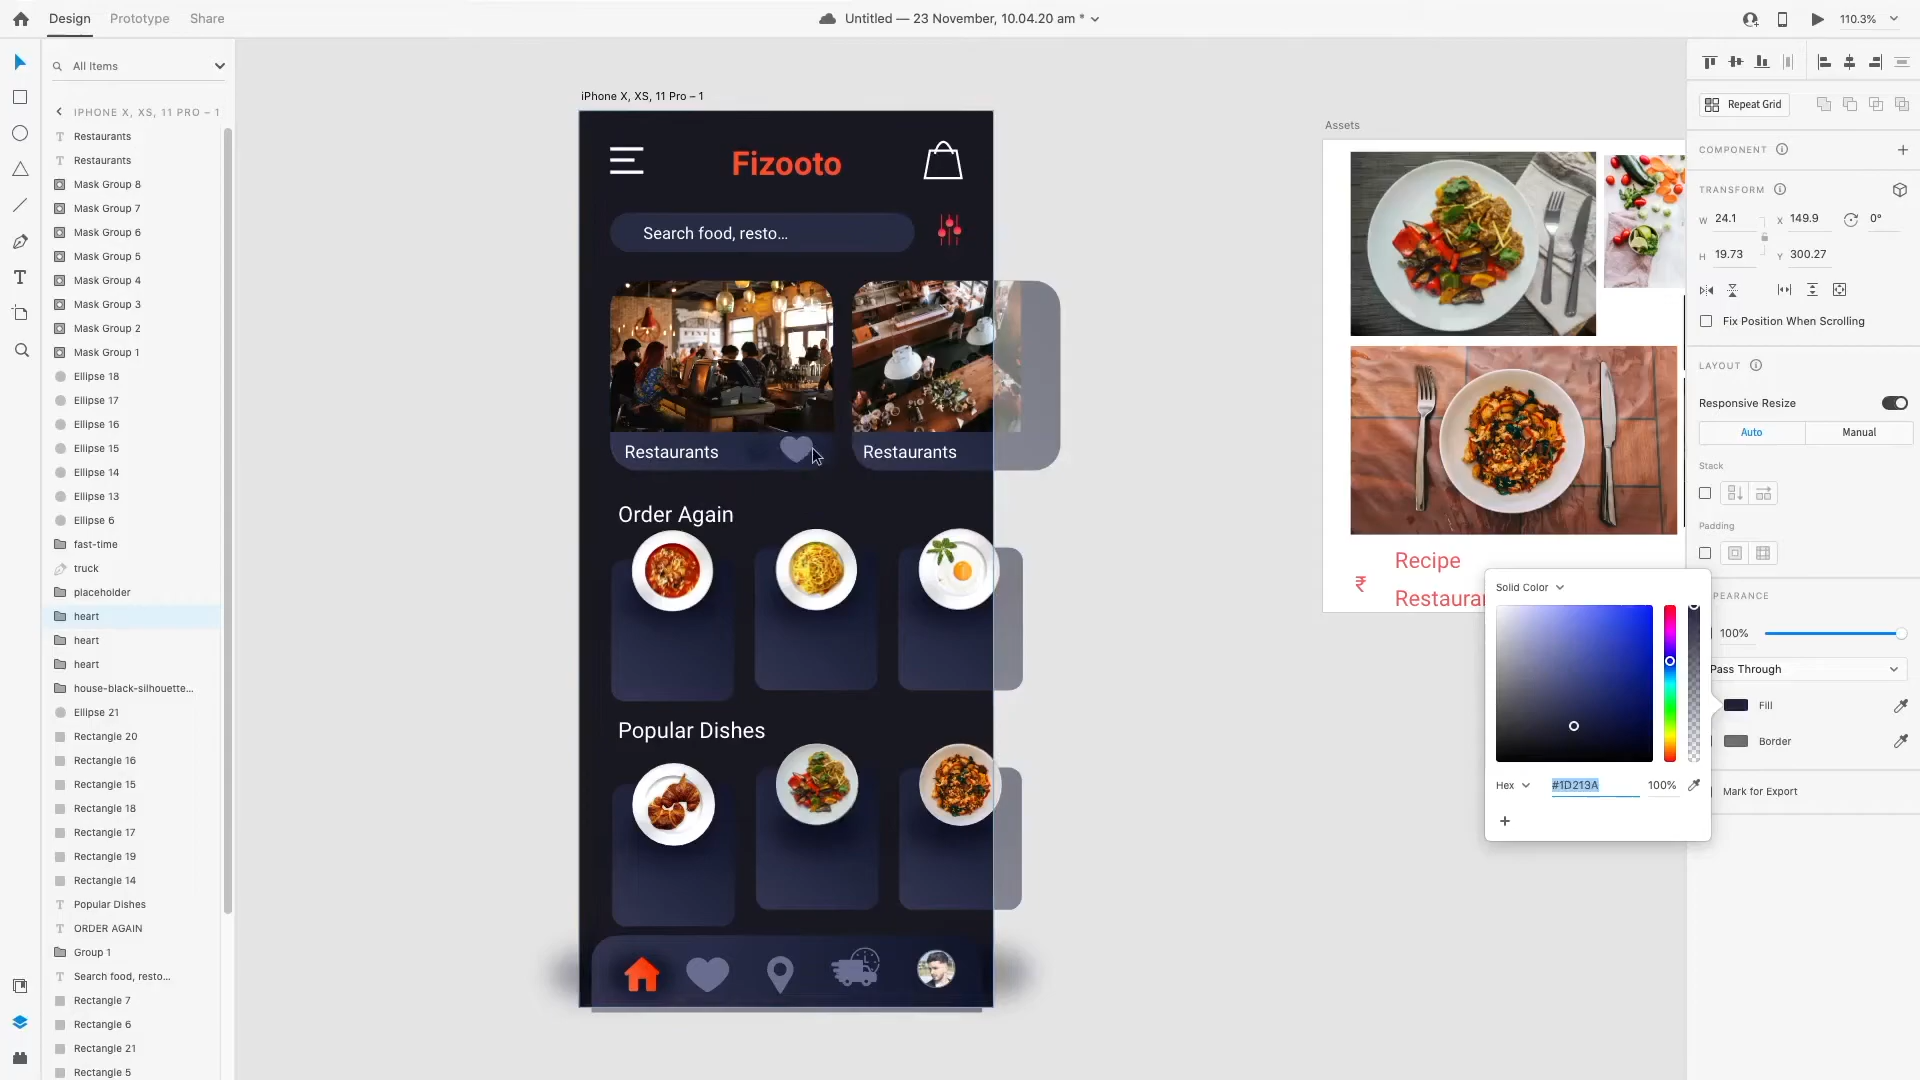 Design
Prototype
Share
Untitled — 23 November, 10.04.20 am *
110.3%
All Items
IPHONE X, XS, 11 PRO – 1
Restaurants
Restaurants
Mask Group 8
Mask Group 7
Mask Group 6
Mask Group 5
Mask Group 4
Mask Group 3
Mask Group 2
Mask Group 1
Ellipse 18
Ellipse 17
Ellipse 16
Ellipse 15
Ellipse 14
Ellipse 13
Ellipse 6
fast-time
truck
placeholder
heart
heart
heart
house-black-silhouette...
Ellipse 21
Rectangle 20
Rectangle 16
Rectangle 15
Rectangle 18
Rectangle 17
Rectangle 19
Rectangle 14
Popular Dishes
ORDER AGAIN
Group 1
Search food, resto...
Rectangle 7
Rectangle 6
Rectangle 21
Rectangle 5
iPhone X, XS, 11 Pro – 1
Fizooto
Search food, resto...
Restaurants
Restaurants
Order Again
Popular Dishes
Assets
Recipe
₹
Restaurar
Solid Color
Hex
#1D213A
100%
+
Repeat Grid
COMPONENT
TRANSFORM
W 24.1
X 149.9
0°
H 19.73
Y 300.27
Fix Position When Scrolling
LAYOUT
Responsive Resize
Auto
Manual
Stack
Padding
PEARANCE
100%
Pass Through
Fill
Border
Mark for Export